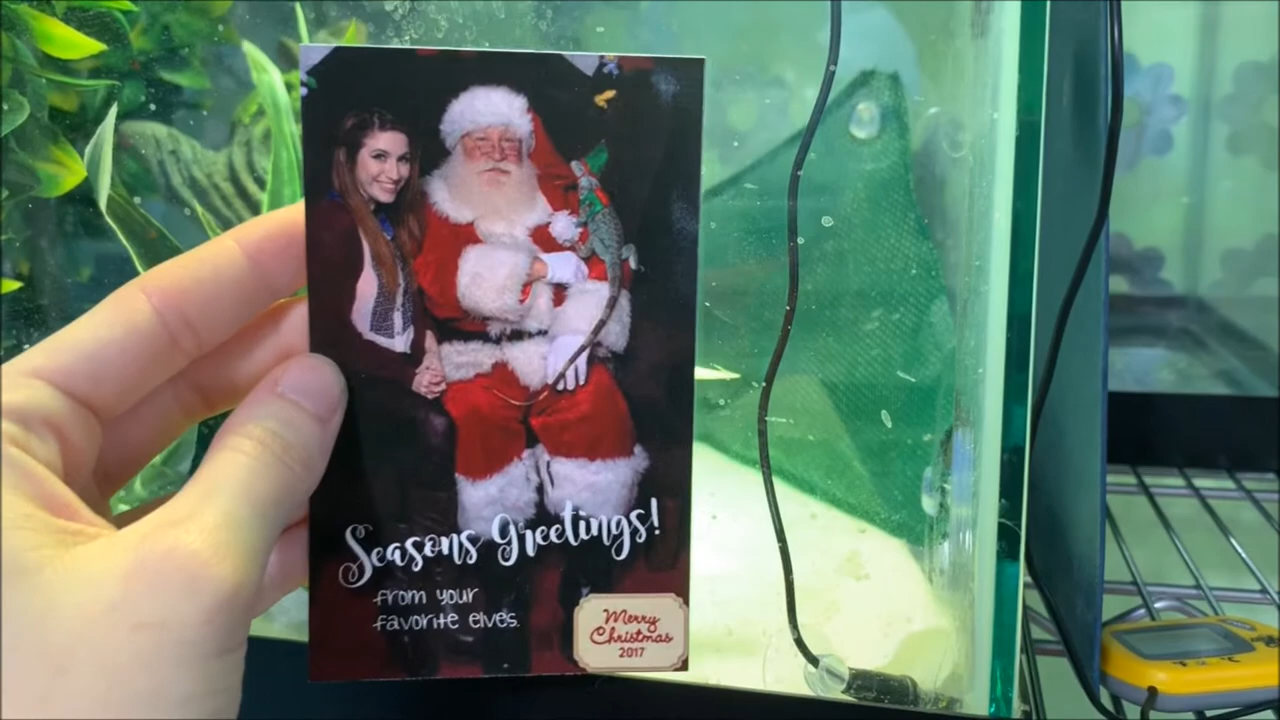 Seasons Greetings!
from your
favorite elves.
Merry
Christmas
2017